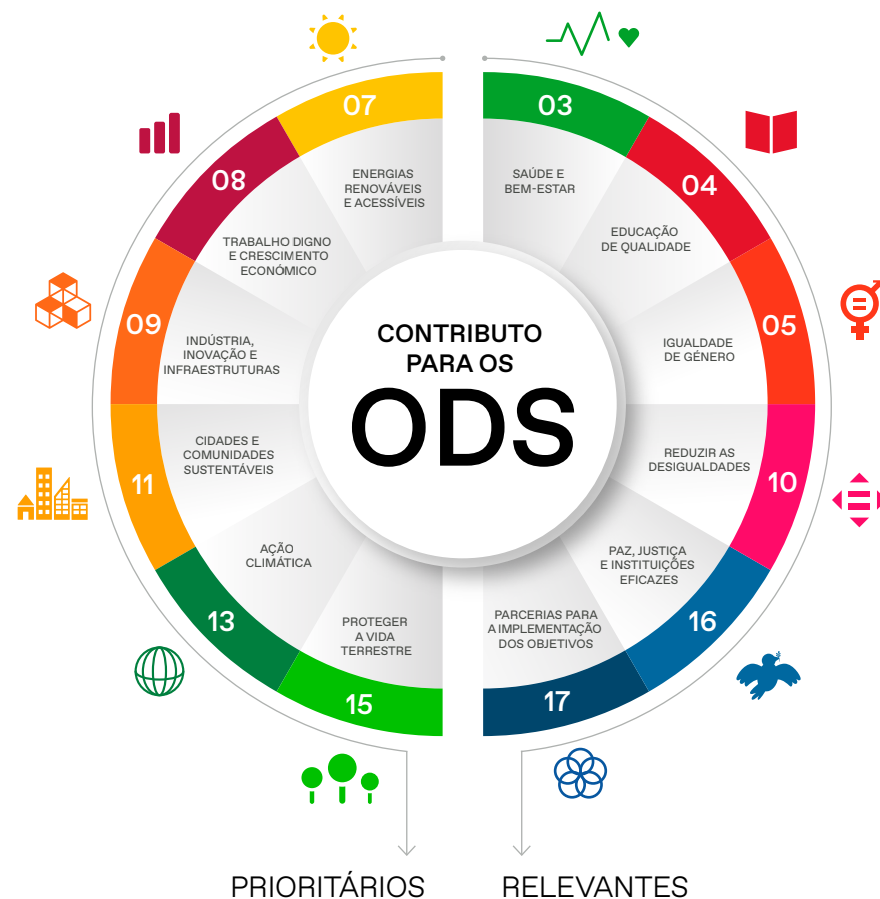 CONTRIBUTO
PARA OS
ODS
07
ENERGIAS
RENOVÁVEIS
E ACESSÍVEIS
08
TRABALHO DIGNO
E CRESCIMENTO
ECONÓMICO
09
INDÚSTRIA,
INOVAÇÃO E
INFRAESTRUTURAS
11
CIDADES E
COMUNIDADES
SUSTENTÁVEIS
13
AÇÃO
CLIMÁTICA
15
PROTEGER
A VIDA
TERRESTRE
PRIORITÁRIOS
03
SAÚDE E
BEM-ESTAR
04
EDUCAÇÃO
DE QUALIDADE
05
IGUALDADE
DE GÉNERO
10
REDUZIR AS
DESIGUALDADES
16
PAZ, JUSTIÇA
E INSTITUIÇÕES
EFICAZES
17
PARCERIAS PARA
A IMPLEMENTAÇÃO
DOS OBJETIVOS
RELEVANTES